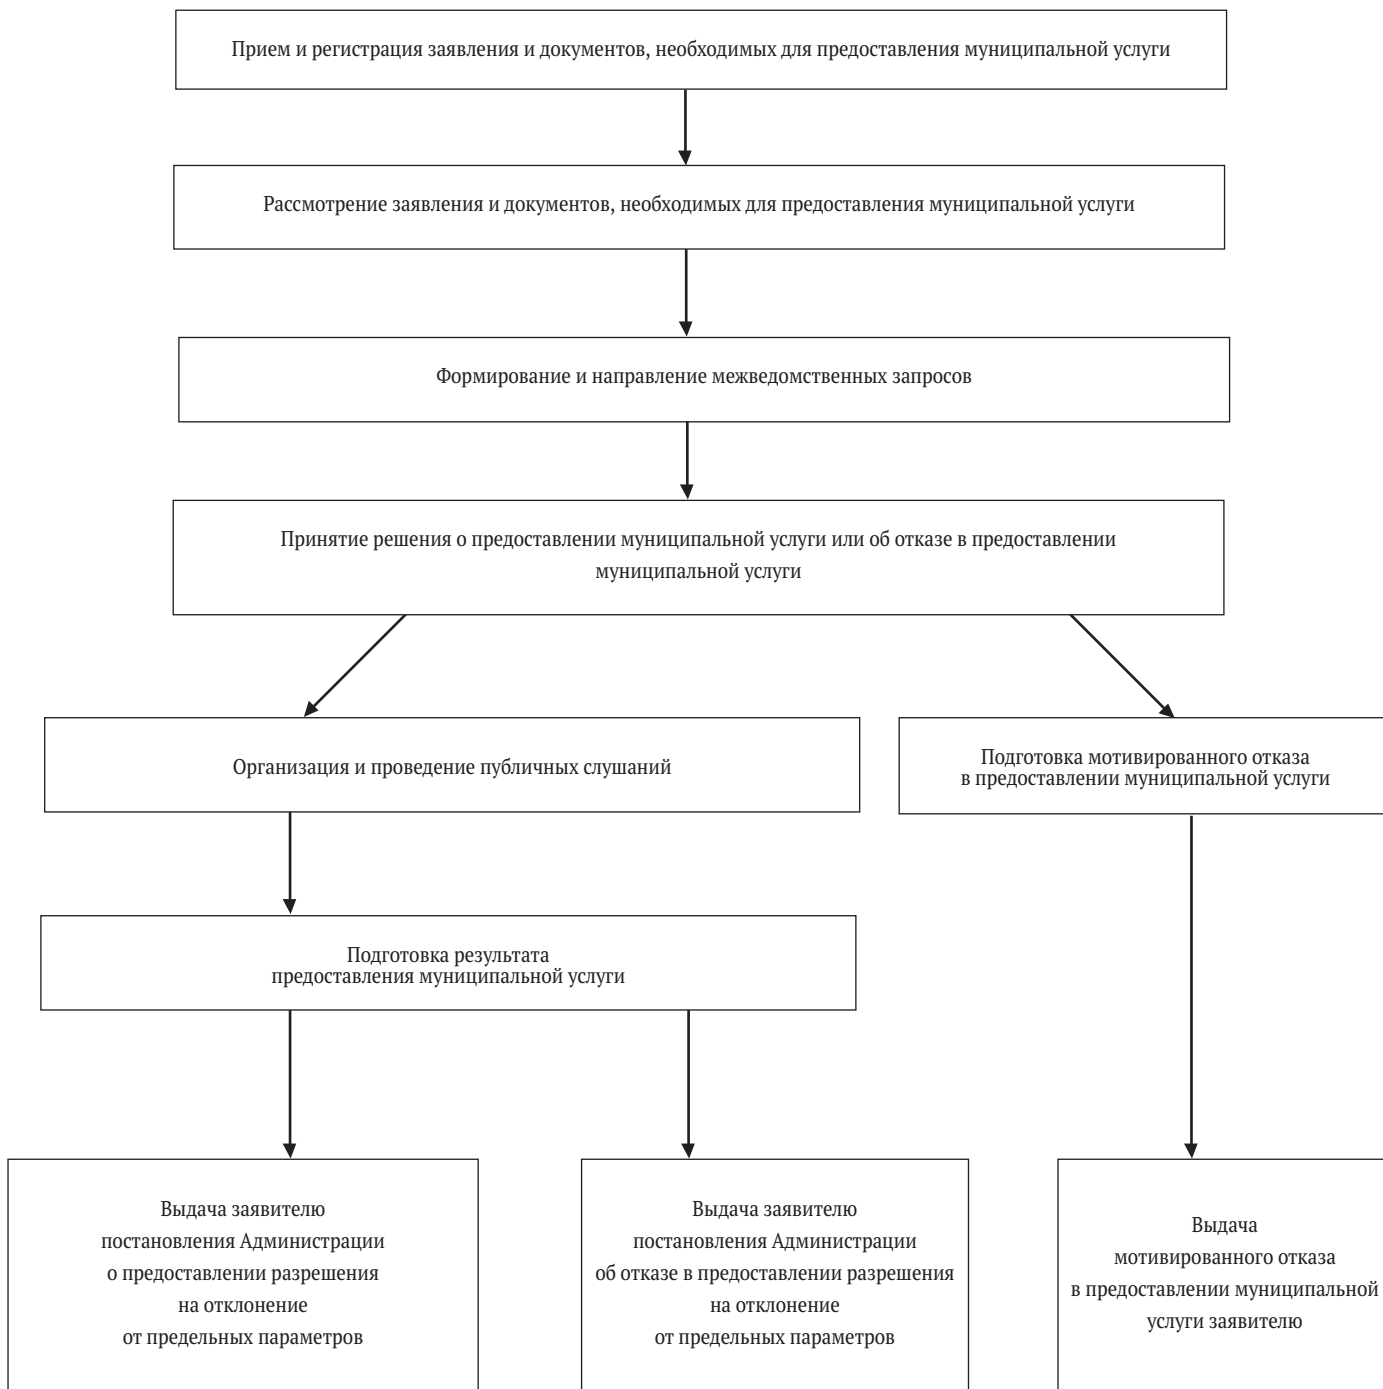 Прием и регистрация заявления и документов, необходимых для предоставления муниципальной услуги
Рассмотрение заявления и документов, необходимых для предоставления муниципальной услуги
Формирование и направление межведомственных запросов
Принятие решения о предоставлении муниципальной услуги или об отказе в предоставлении
муниципальной услуги
Организация и проведение публичных слушаний
Подготовка мотивированного отказа
в предоставлении муниципальной услуги
Подготовка результата
предоставления муниципальной услуги
Выдача заявителю
постановления Администрации
о предоставлении разрешения
на отклонение
от предельных параметров
Выдача заявителю
постановления Администрации
об отказе в предоставлении разрешения
на отклонение
от предельных параметров
Выдача
мотивированного отказа
в предоставлении муниципальной
услуги заявителю